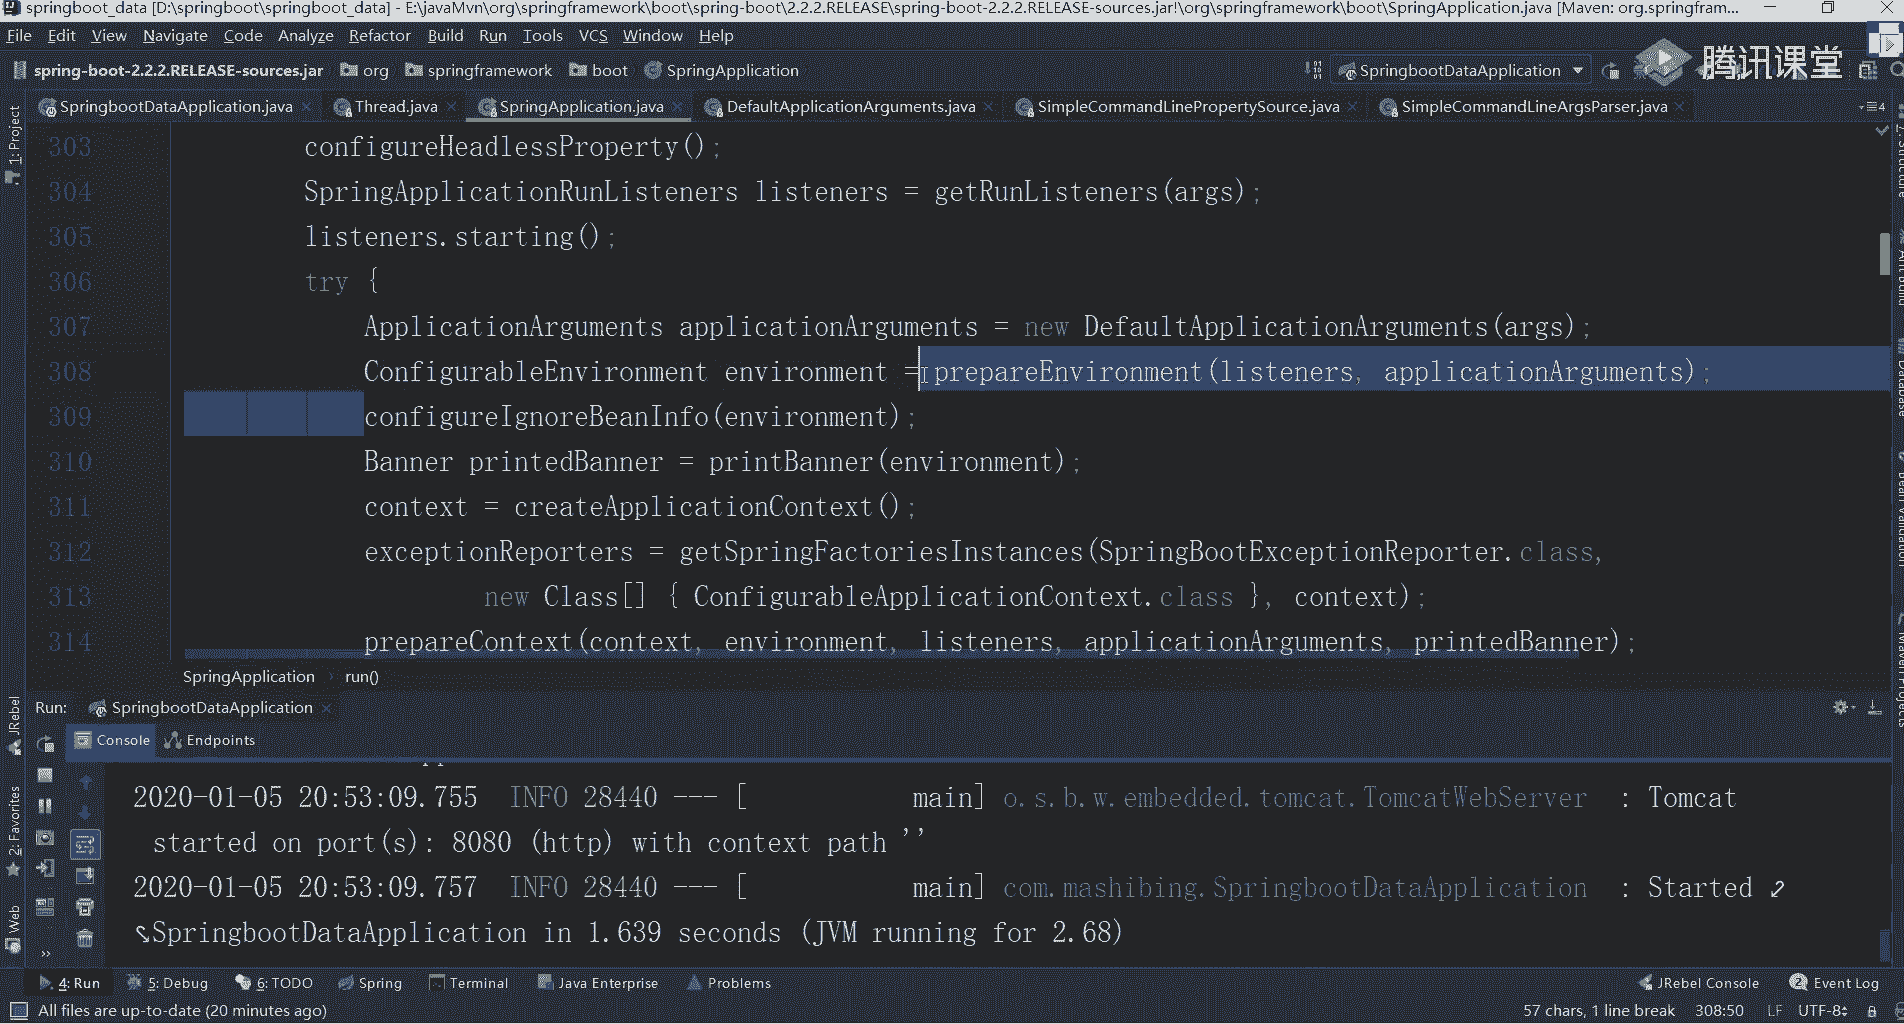 springboot_data [D:\springboot\springboot_data] - E:\javaMvn\org\springframework\boot\spring-boot\2.2.2.RELEASE\spring-boot-2.2.2.RELEASE-sources.jar!\org\springframework\boot\SpringApplication.java [Maven: org.springfram...
File Edit View Navigate Code Analyze Refactor Build Run Tools VCS Window Help
spring-boot-2.2.2.RELEASE-sources.jar org springframework boot SpringApplication SpringbootDataApplication 腾讯课堂
SpringbootDataApplication.java Thread.java SpringApplication.java DefaultApplicationArguments.java SimpleCommandLinePropertySource.java SimpleCommandLineArgsParser.java
1: Project
303 configureHeadlessProperty();
304 SpringApplicationRunListeners listeners = getRunListeners(args);
305 listeners.starting();
306 try {
307 ApplicationArguments applicationArguments = new DefaultApplicationArguments(args);
308 ConfigurableEnvironment environment = prepareEnvironment(listeners, applicationArguments);
309 configureIgnoreBeanInfo(environment);
310 Banner printedBanner = printBanner(environment);
311 context = createApplicationContext();
312 exceptionReporters = getSpringFactoriesInstances(SpringBootExceptionReporter.class,
313 new Class[] { ConfigurableApplicationContext.class }, context);
314 prepareContext(context, environment, listeners, applicationArguments, printedBanner);
SpringApplication run()
JRebel
2: Favorites
Web
Run: SpringbootDataApplication
Console Endpoints
2020-01-05 20:53:09.755 INFO 28440 --- [ main] o.s.b.w.embedded.tomcat.TomcatWebServer : Tomcat
started on port(s): 8080 (http) with context path ''
2020-01-05 20:53:09.757 INFO 28440 --- [ main] com.mashibing.SpringbootDataApplication : Started
SpringbootDataApplication in 1.639 seconds (JVM running for 2.68)
4: Run 5: Debug 6: TODO Spring Terminal Java Enterprise Problems JRebel Console Event Log
All files are up-to-date (20 minutes ago) 57 chars, 1 line break 308:50 LF UTF-8